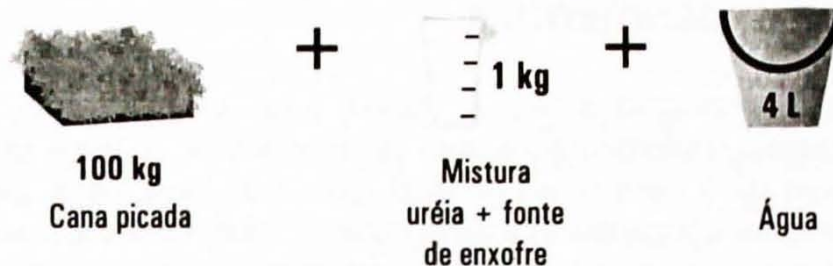 +
+
1 kg
4 L
100 kg
Cana picada
Mistura
uréia + fonte
de enxofre
Água